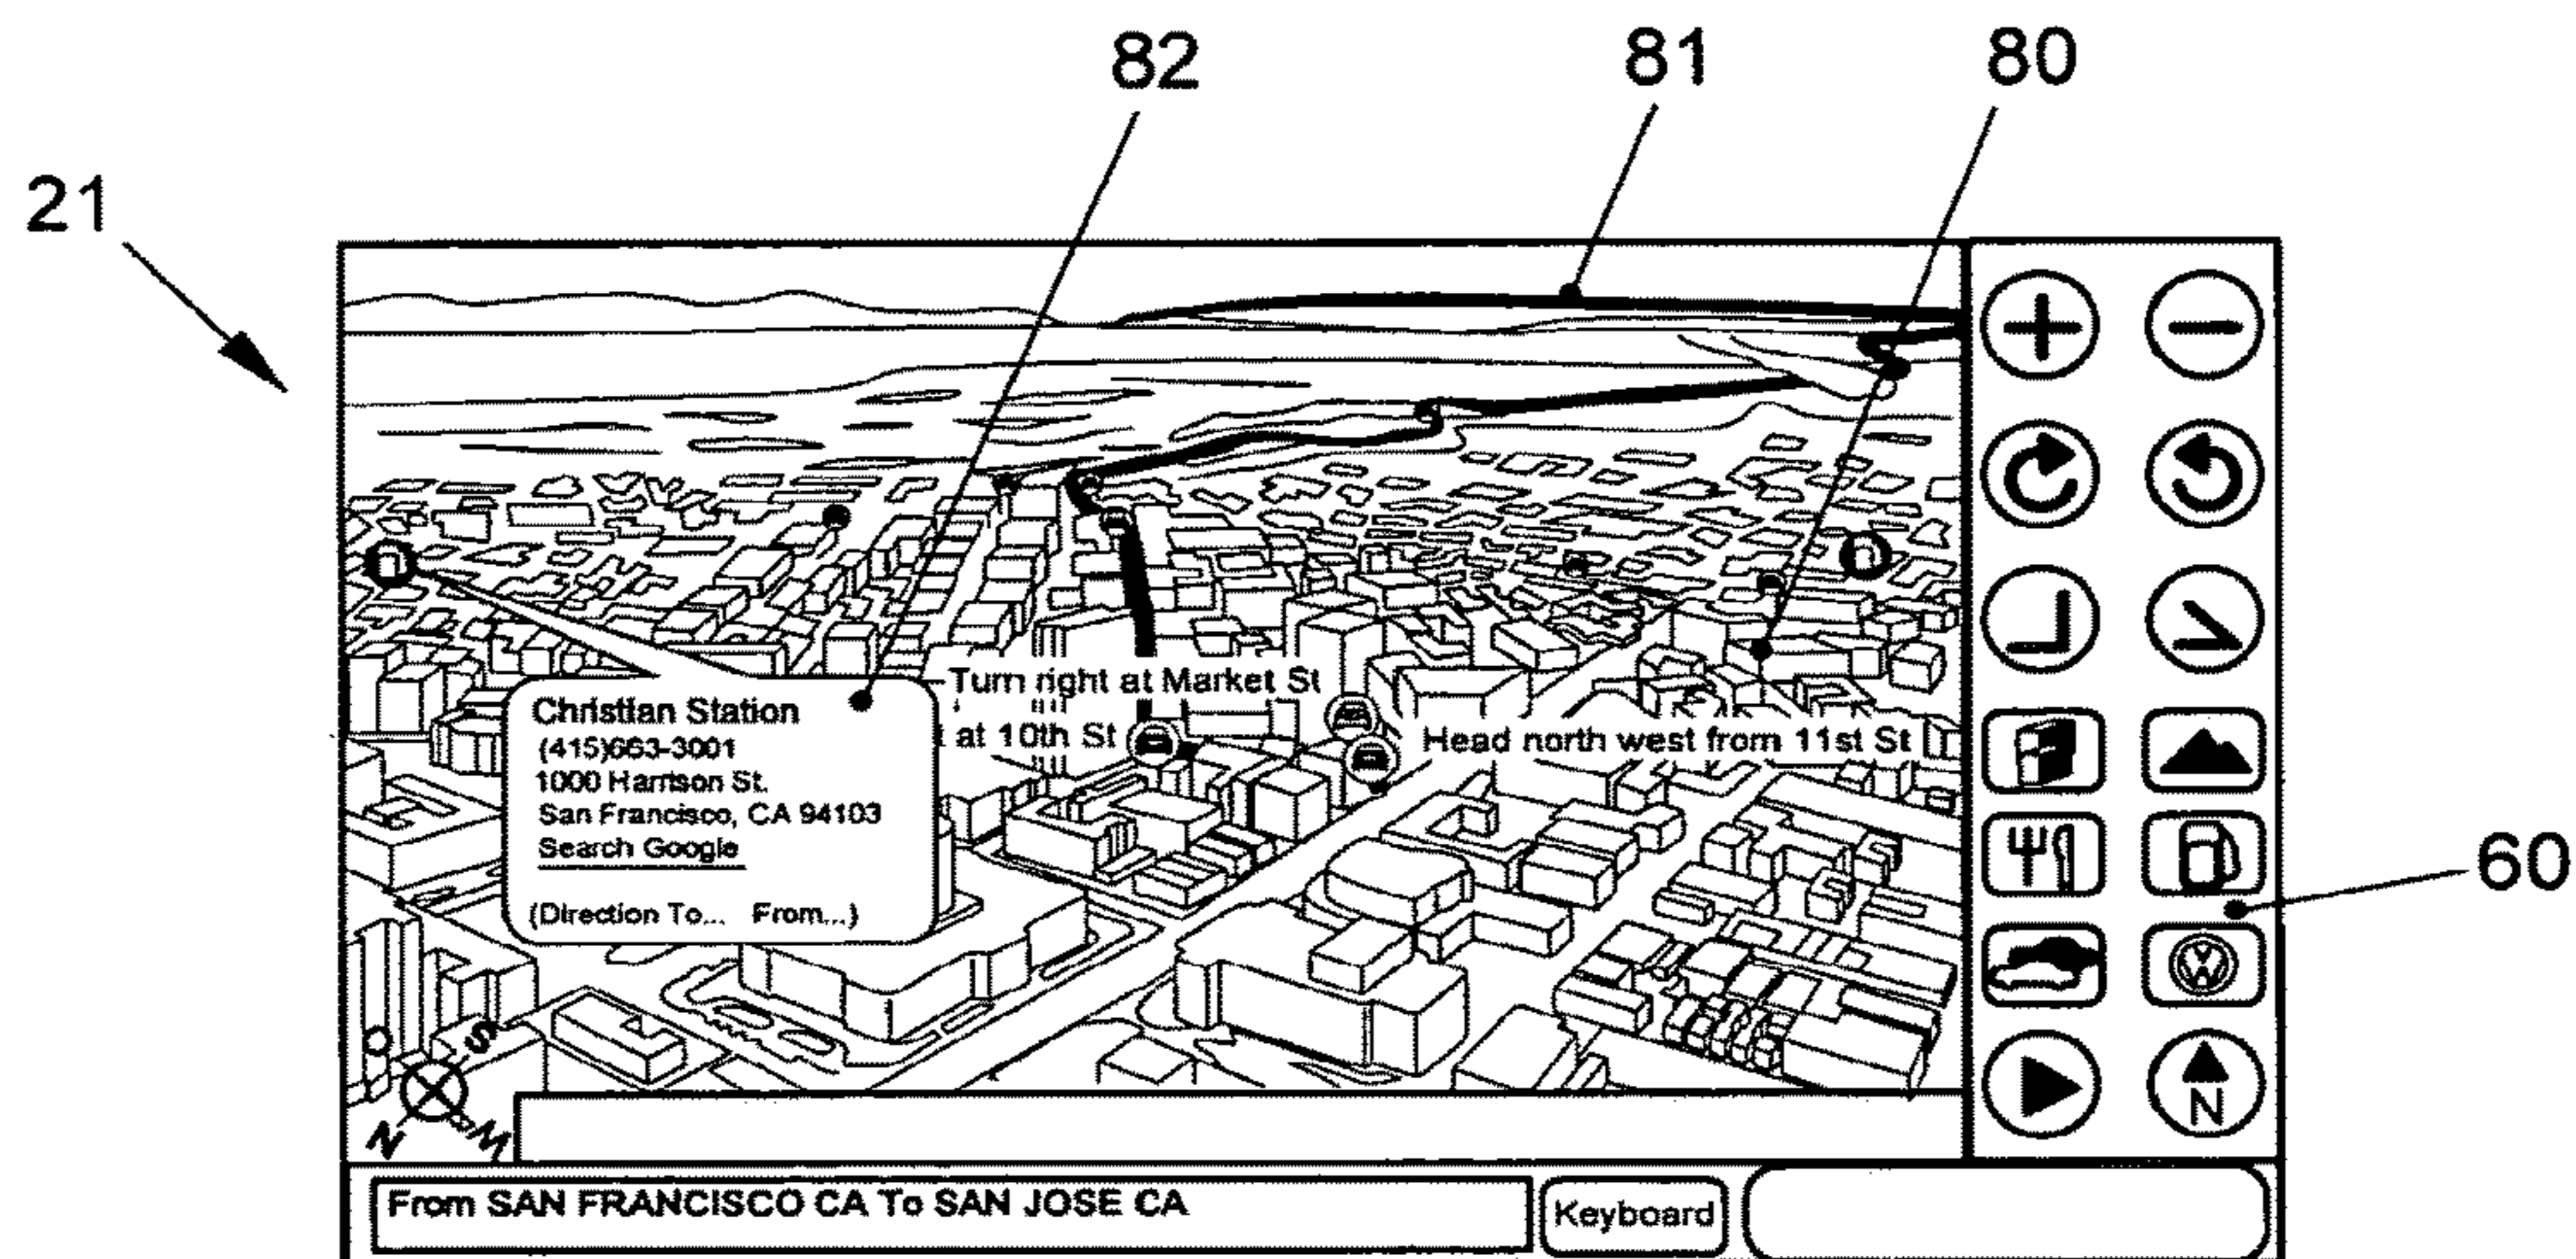 82
81
80
21
Turn right at Market St
Christian Station
(415)663-3001
at 10th St
Head north west from 11st St
1000 Harrison St.
San Francisco, CA 94103
Search Google
60
(Direction To... From...)
S
N
W
N
From SAN FRANCISCO CA To SAN JOSE CA
Keyboard